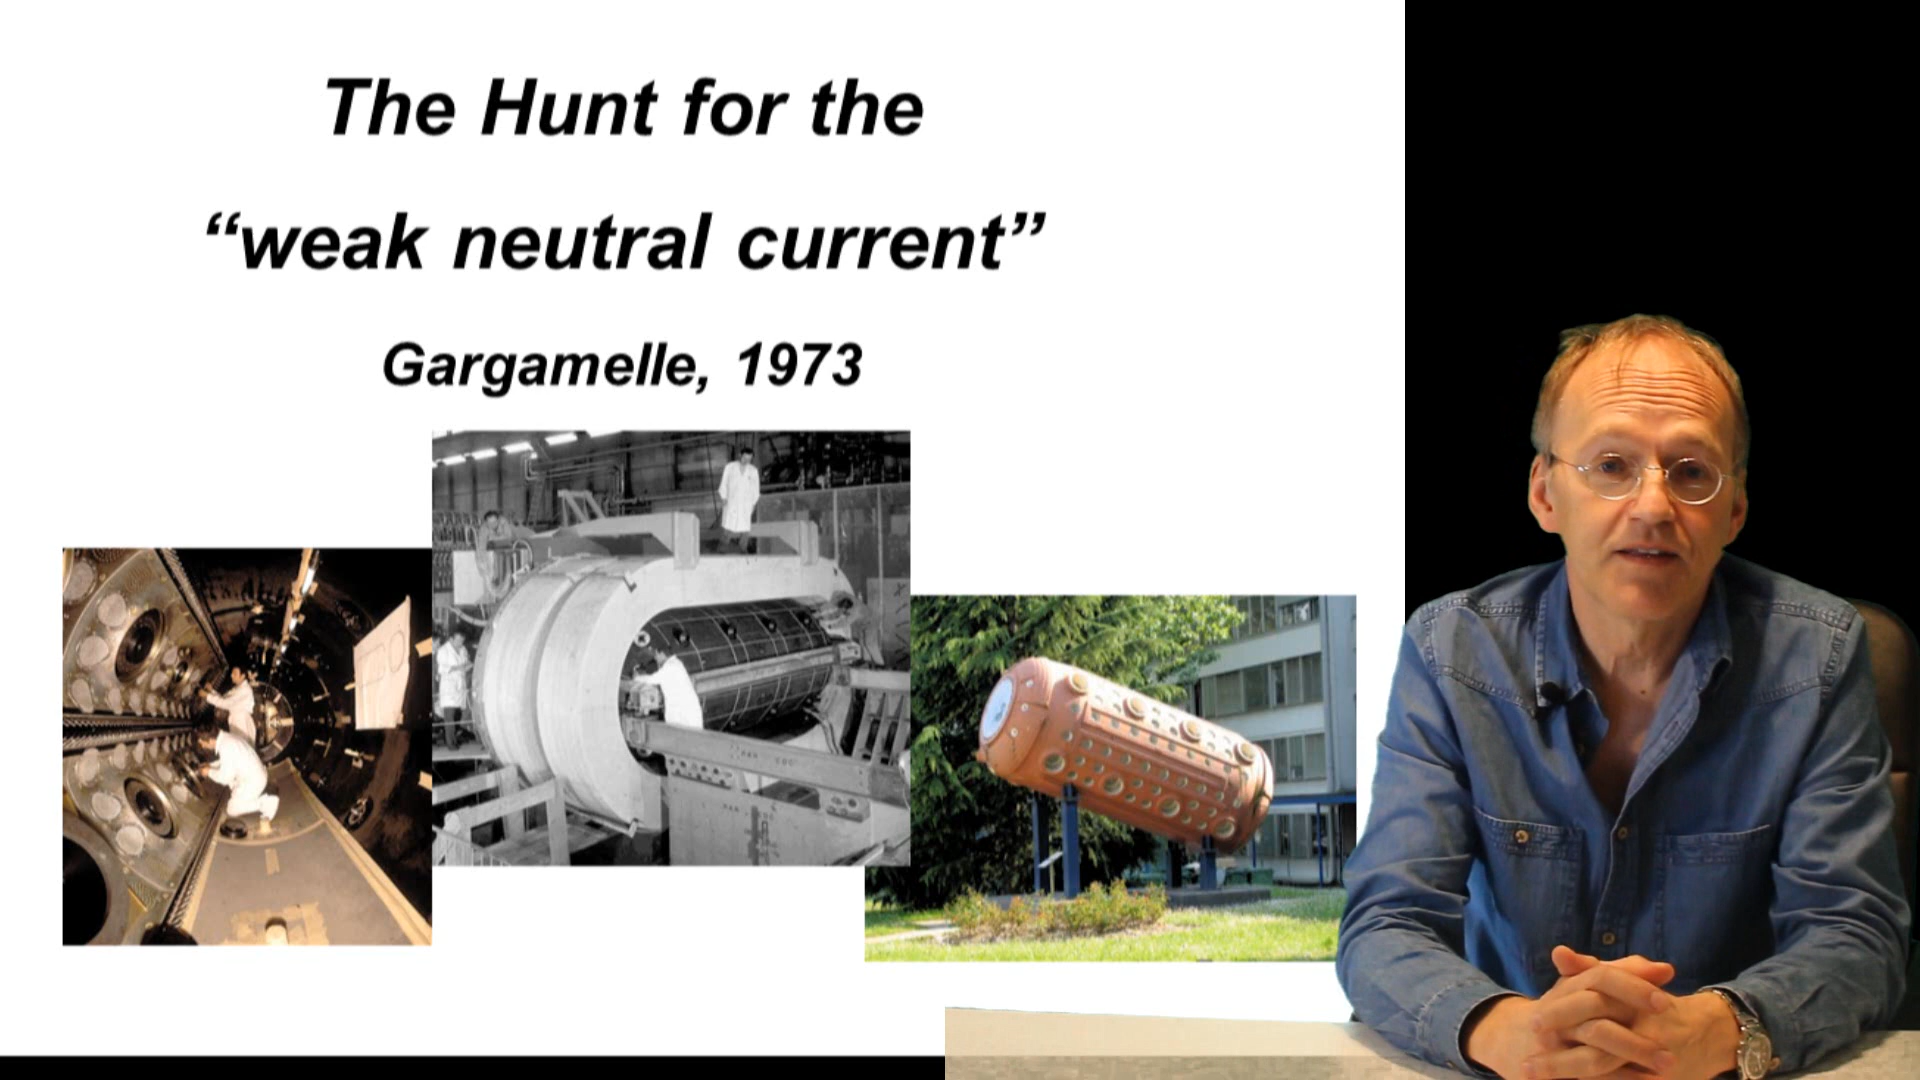 The Hunt for the
“weak neutral current”
Gargamelle, 1973